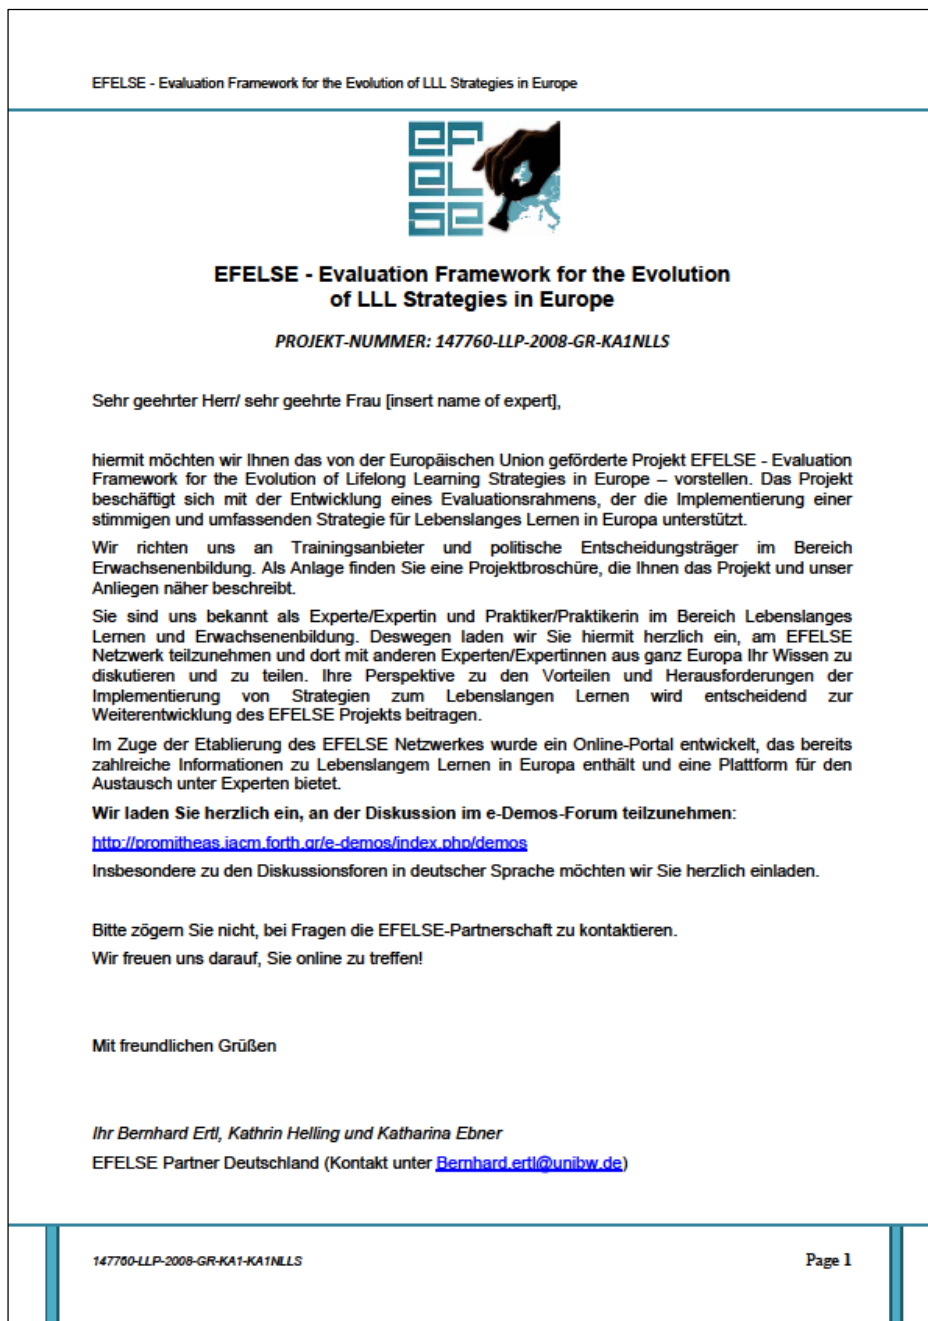 EFELSE - Evaluation Framework for the Evolution of LLL Strategies in Europe
EF
EL
SE
EFELSE - Evaluation Framework for the Evolution
of LLL Strategies in Europe
PROJEKT-NUMMER: 147760-LLP-2008-GR-KA1NLLS
Sehr geehrter Herr/ sehr geehrte Frau [insert name of expert],
hiermit möchten wir Ihnen das von der Europäischen Union geförderte Projekt EFELSE - Evaluation
Framework for the Evolution of Lifelong Learning Strategies in Europe – vorstellen. Das Projekt
beschäftigt sich mit der Entwicklung eines Evaluationsrahmens, der die Implementierung einer
stimmigen und umfassenden Strategie für Lebenslanges Lernen in Europa unterstützt.
Wir richten uns an Trainingsanbieter und politische Entscheidungsträger im Bereich
Erwachsenenbildung. Als Anlage finden Sie eine Projektbroschüre, die Ihnen das Projekt und unser
Anliegen näher beschreibt.
Sie sind uns bekannt als Experte/Expertin und Praktiker/Praktikerin im Bereich Lebenslanges
Lernen und Erwachsenenbildung. Deswegen laden wir Sie hiermit herzlich ein, am EFELSE
Netzwerk teilzunehmen und dort mit anderen Experten/Expertinnen aus ganz Europa Ihr Wissen zu
diskutieren und zu teilen. Ihre Perspektive zu den Vorteilen und Herausforderungen der
Implementierung von Strategien zum Lebenslangen Lernen wird entscheidend zur
Weiterentwicklung des EFELSE Projekts beitragen.
Im Zuge der Etablierung des EFELSE Netzwerkes wurde ein Online-Portal entwickelt, das bereits
zahlreiche Informationen zu Lebenslangem Lernen in Europa enthält und eine Plattform für den
Austausch unter Experten bietet.
Wir laden Sie herzlich ein, an der Diskussion im e-Demos-Forum teilzunehmen:
http://promitheas.iacm.forth.gr/e-demos/index.php/demos
Insbesondere zu den Diskussionsforen in deutscher Sprache möchten wir Sie herzlich einladen.
Bitte zögern Sie nicht, bei Fragen die EFELSE-Partnerschaft zu kontaktieren.
Wir freuen uns darauf, Sie online zu treffen!
Mit freundlichen Grüßen
Ihr Bernhard Ertl, Kathrin Helling und Katharina Ebner
EFELSE Partner Deutschland (Kontakt unter Bernhard.ertl@unibw.de)
147760-LLP-2008-GR-KA1-KA1NLLS
Page 1